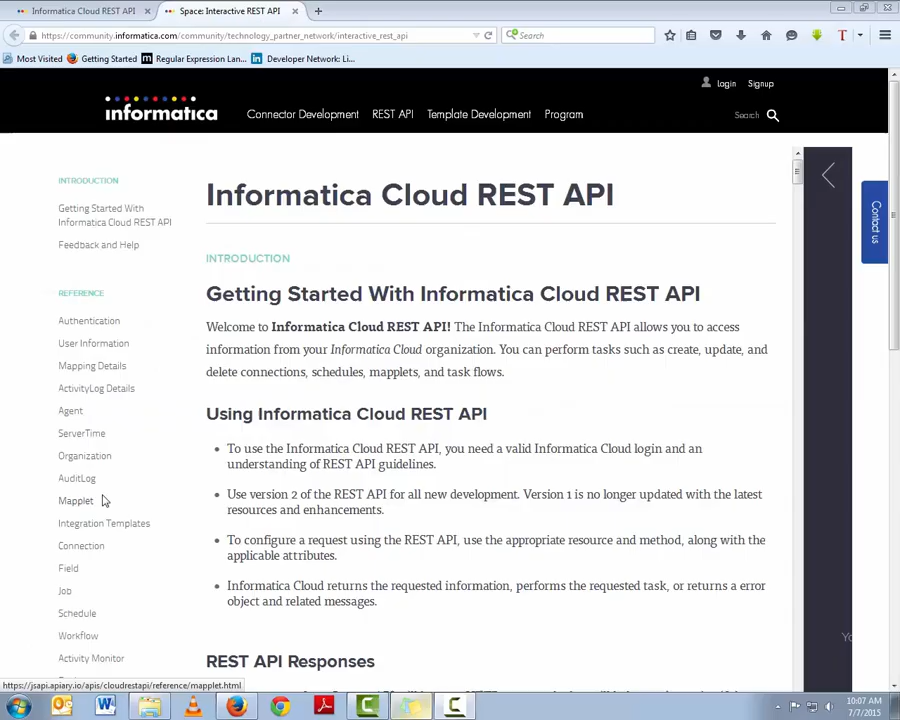 Informatica Cloud REST API
Space: Interactive REST API
https://community.informatica.com/community/technology_partner_network/interactive_rest_api
Search
Most Visited
Getting Started
Regular Expression Lan...
Developer Network: Li...
Login
Signup
informatica
Connector Development
REST API
Template Development
Program
Search
INTRODUCTION
Getting Started With
Informatica Cloud REST API
Feedback and Help
REFERENCE
Authentication
User Information
Mapping Details
ActivityLog Details
Agent
ServerTime
Organization
AuditLog
Mapplet
Integration Templates
Connection
Field
Job
Schedule
Workflow
Activity Monitor
Informatica Cloud REST API
INTRODUCTION
Getting Started With Informatica Cloud REST API
Welcome to Informatica Cloud REST API! The Informatica Cloud REST API allows you to access
information from your Informatica Cloud organization. You can perform tasks such as create, update, and
delete connections, schedules, mapplets, and task flows.
Using Informatica Cloud REST API
• To use the Informatica Cloud REST API, you need a valid Informatica Cloud login and an
understanding of REST API guidelines.
• Use version 2 of the REST API for all new development. Version 1 is no longer updated with the latest
resources and enhancements.
• To configure a request using the REST API, use the appropriate resource and method, along with the
applicable attributes.
• Informatica Cloud returns the requested information, performs the requested task, or returns a error
object and related messages.
REST API Responses
Contact us
Yo
https://jsapi.apiary.io/apis/cloudrestapi/reference/mapplet.html
10:07 AM
7/7/2015